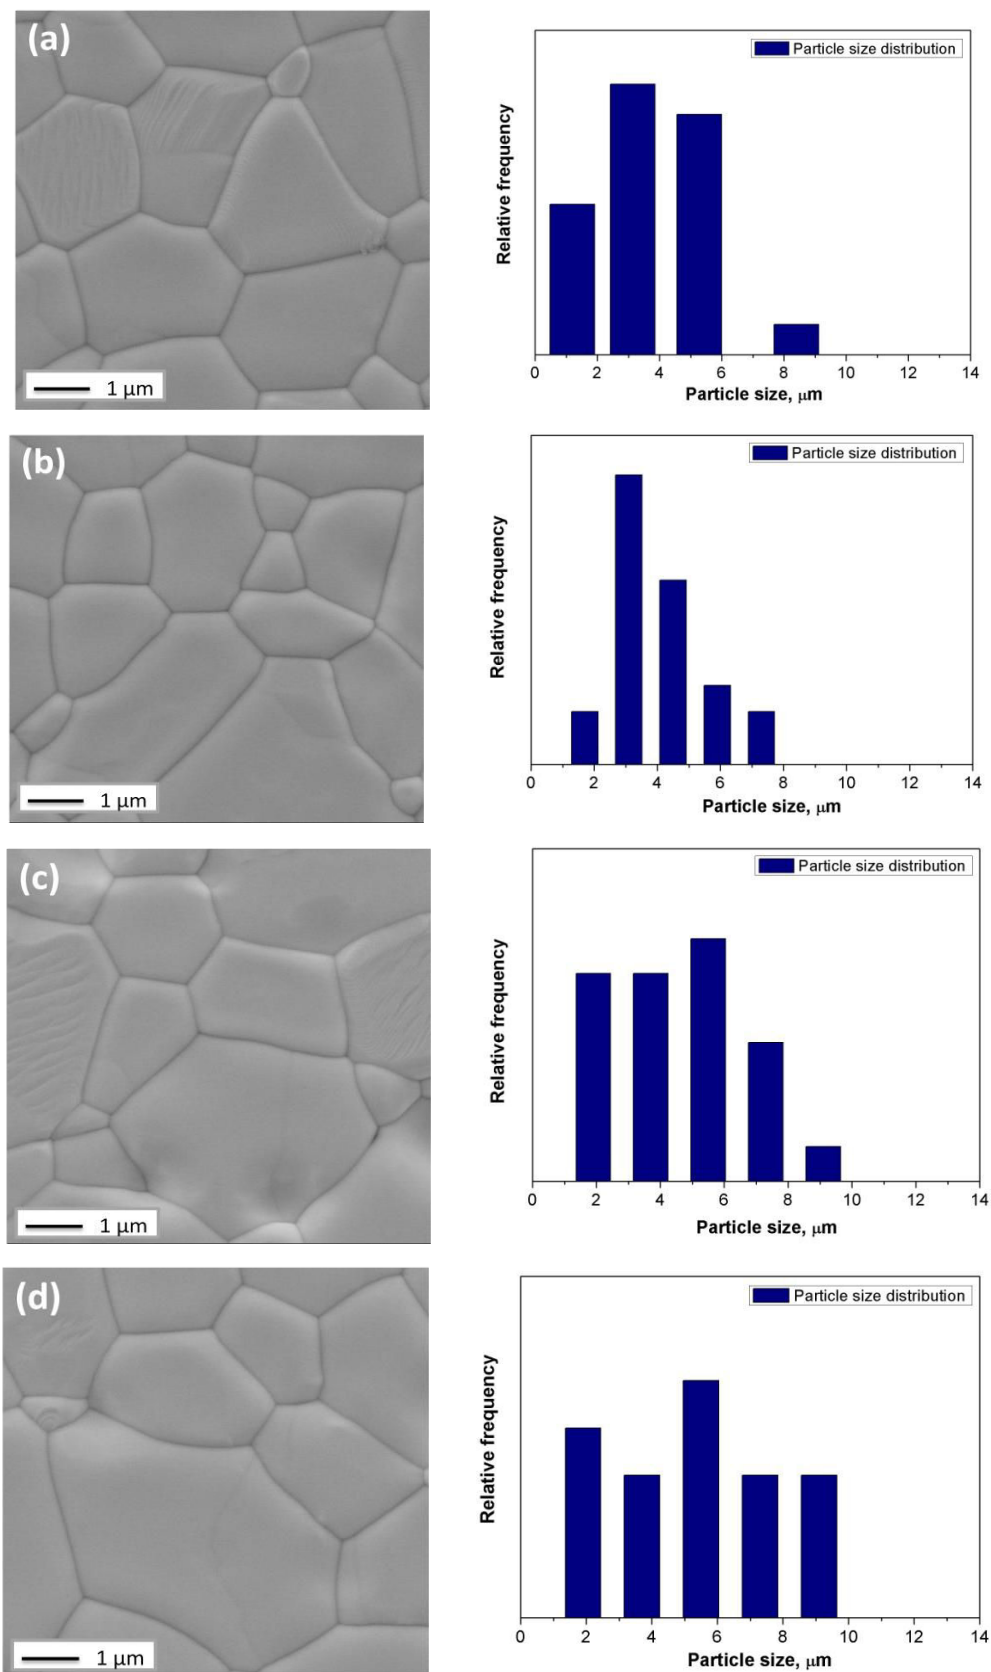 (a)
1 μm
Particle size distribution
Relative frequency
0 2 4 6 8 10 12 14
Particle size, μm
(b)
1 μm
Particle size distribution
Relative frequency
0 2 4 6 8 10 12 14
Particle size, μm
(c)
1 μm
Particle size distribution
Relative frequency
0 2 4 6 8 10 12 14
Particle size, μm
(d)
1 μm
Particle size distribution
Relative frequency
0 2 4 6 8 10 12 14
Particle size, μm